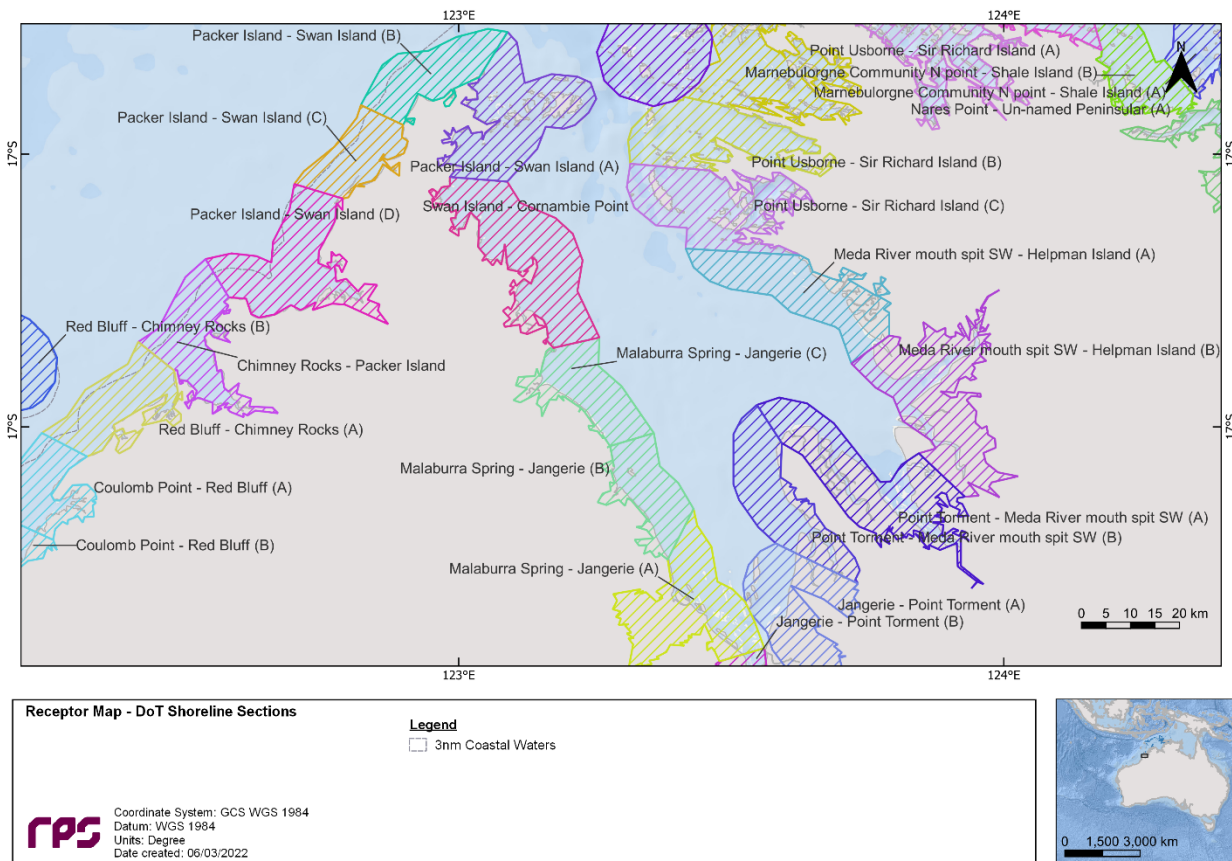 123°E
124°E
Packer Island - Swan Island (B)
Point Usborne - Sir Richard Island (A)
N
Marnebulorgne Community N point - Shale Island (B)
Marnebulorgne Community N point - Shale Island (A)
Nares Point - Un-named Peninsular (A)
Packer Island - Swan Island (C)
17°S
17°S
Packer Island - Swan Island (A)
Point Usborne - Sir Richard Island (B)
Packer Island - Swan Island (D)
Swan Island - Cornambie Point
Point Usborne - Sir Richard Island (C)
Meda River mouth spit SW - Helpman Island (A)
Red Bluff - Chimney Rocks (B)
Chimney Rocks - Packer Island
Malaburra Spring - Jangerie (C)
Meda River mouth spit SW - Helpman Island (B)
17°S
17°S
Red Bluff - Chimney Rocks (A)
Malaburra Spring - Jangerie (B)
Coulomb Point - Red Bluff (A)
Point Torment - Meda River mouth spit SW (A)
Point Torment - Meda River mouth spit SW (B)
Coulomb Point - Red Bluff (B)
Malaburra Spring - Jangerie (A)
Jangerie - Point Torment (A)
Jangerie - Point Torment (B)
0 5 10 15 20 km
123°E
124°E
Receptor Map - DoT Shoreline Sections
Legend
3nm Coastal Waters
rps
Coordinate System: GCS WGS 1984
Datum: WGS 1984
Units: Degree
Date created: 06/03/2022
0 1,500 3,000 km